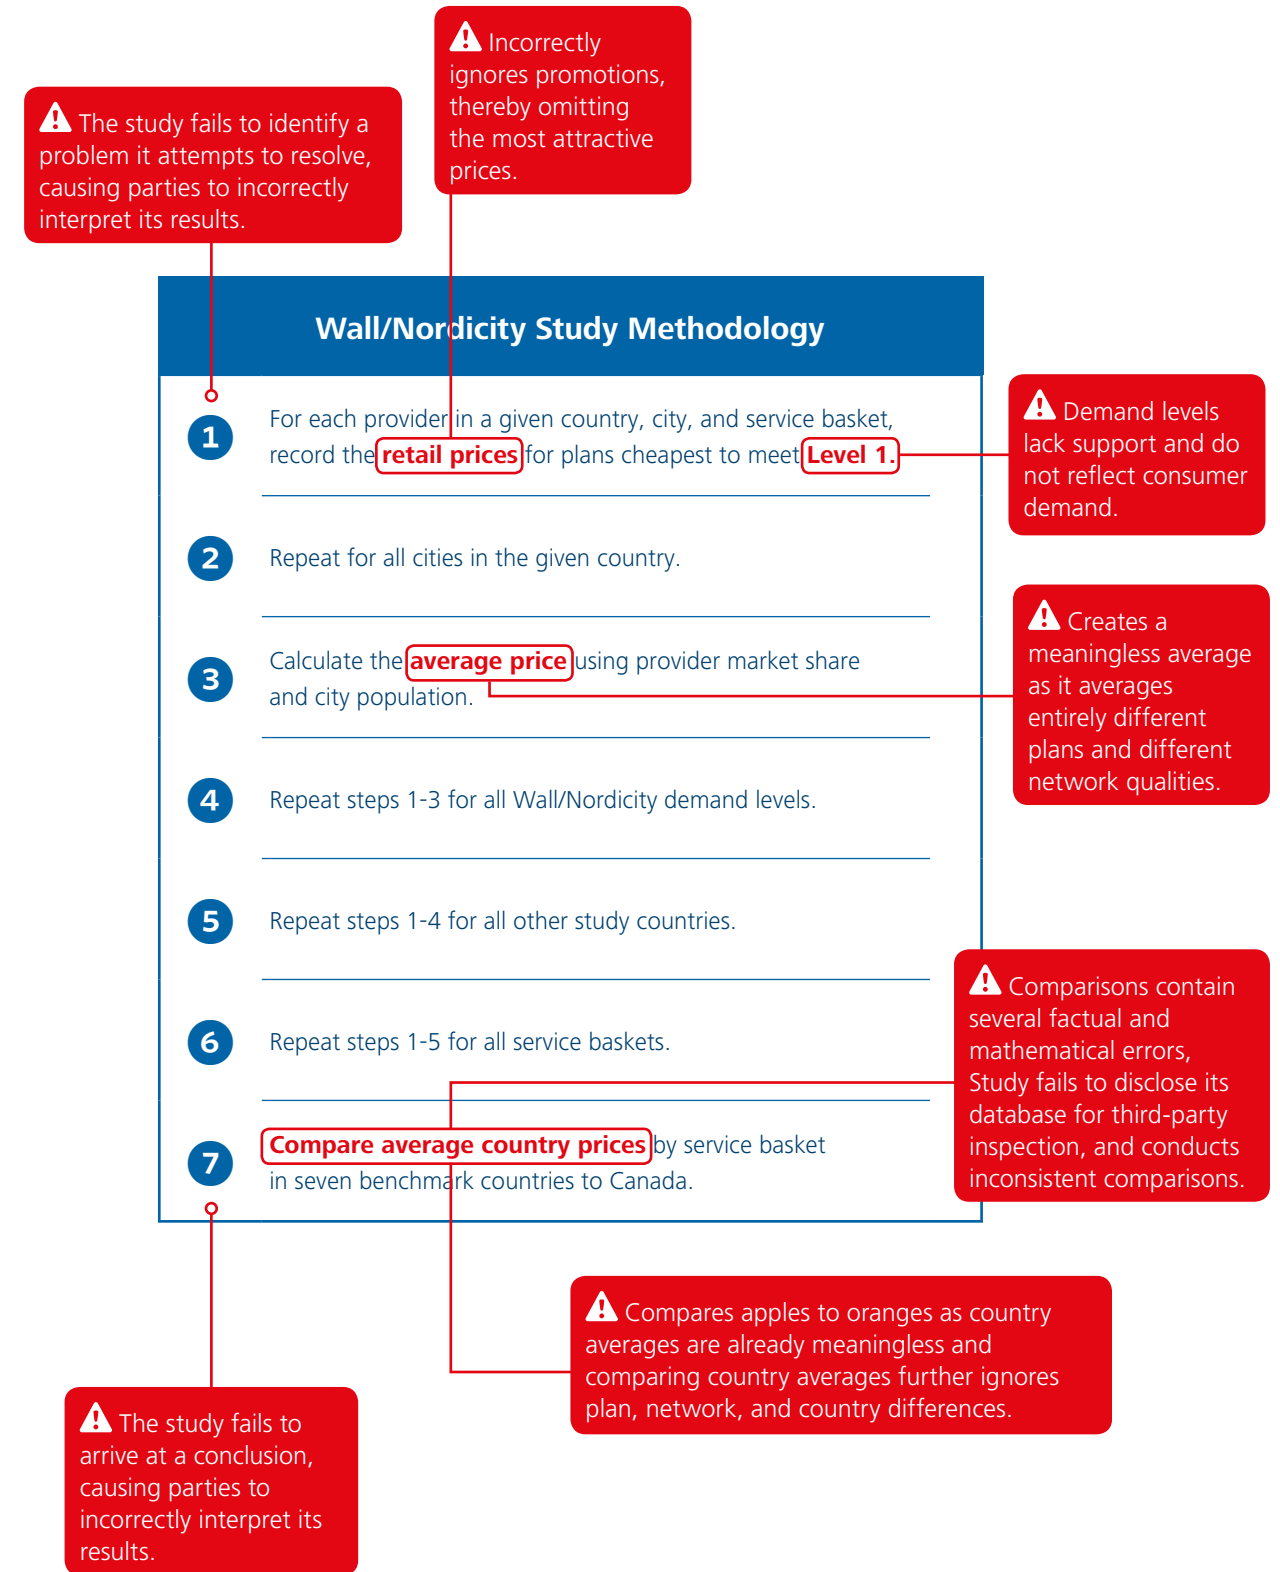 Incorrectly
ignores promotions,
thereby omitting
the most attractive
prices.
The study fails to identify a
problem it attempts to resolve,
causing parties to incorrectly
interpret its results.
Wall/Nordicity Study Methodology
1
For each provider in a given country, city, and service basket,
record the retail prices for plans cheapest to meet Level 1.
Demand levels
lack support and do
not reflect consumer
demand.
2
Repeat for all cities in the given country.
3
Calculate the average price using provider market share
and city population.
Creates a
meaningless average
as it averages
entirely different
plans and different
network qualities.
4
Repeat steps 1-3 for all Wall/Nordicity demand levels.
5
Repeat steps 1-4 for all other study countries.
6
Repeat steps 1-5 for all service baskets.
Comparisons contain
several factual and
mathematical errors,
Study fails to disclose its
database for third-party
inspection, and conducts
inconsistent comparisons.
7
Compare average country prices by service basket
in seven benchmark countries to Canada.
Compares apples to oranges as country
averages are already meaningless and
comparing country averages further ignores
plan, network, and country differences.
The study fails to
arrive at a conclusion,
causing parties to
incorrectly interpret its
results.